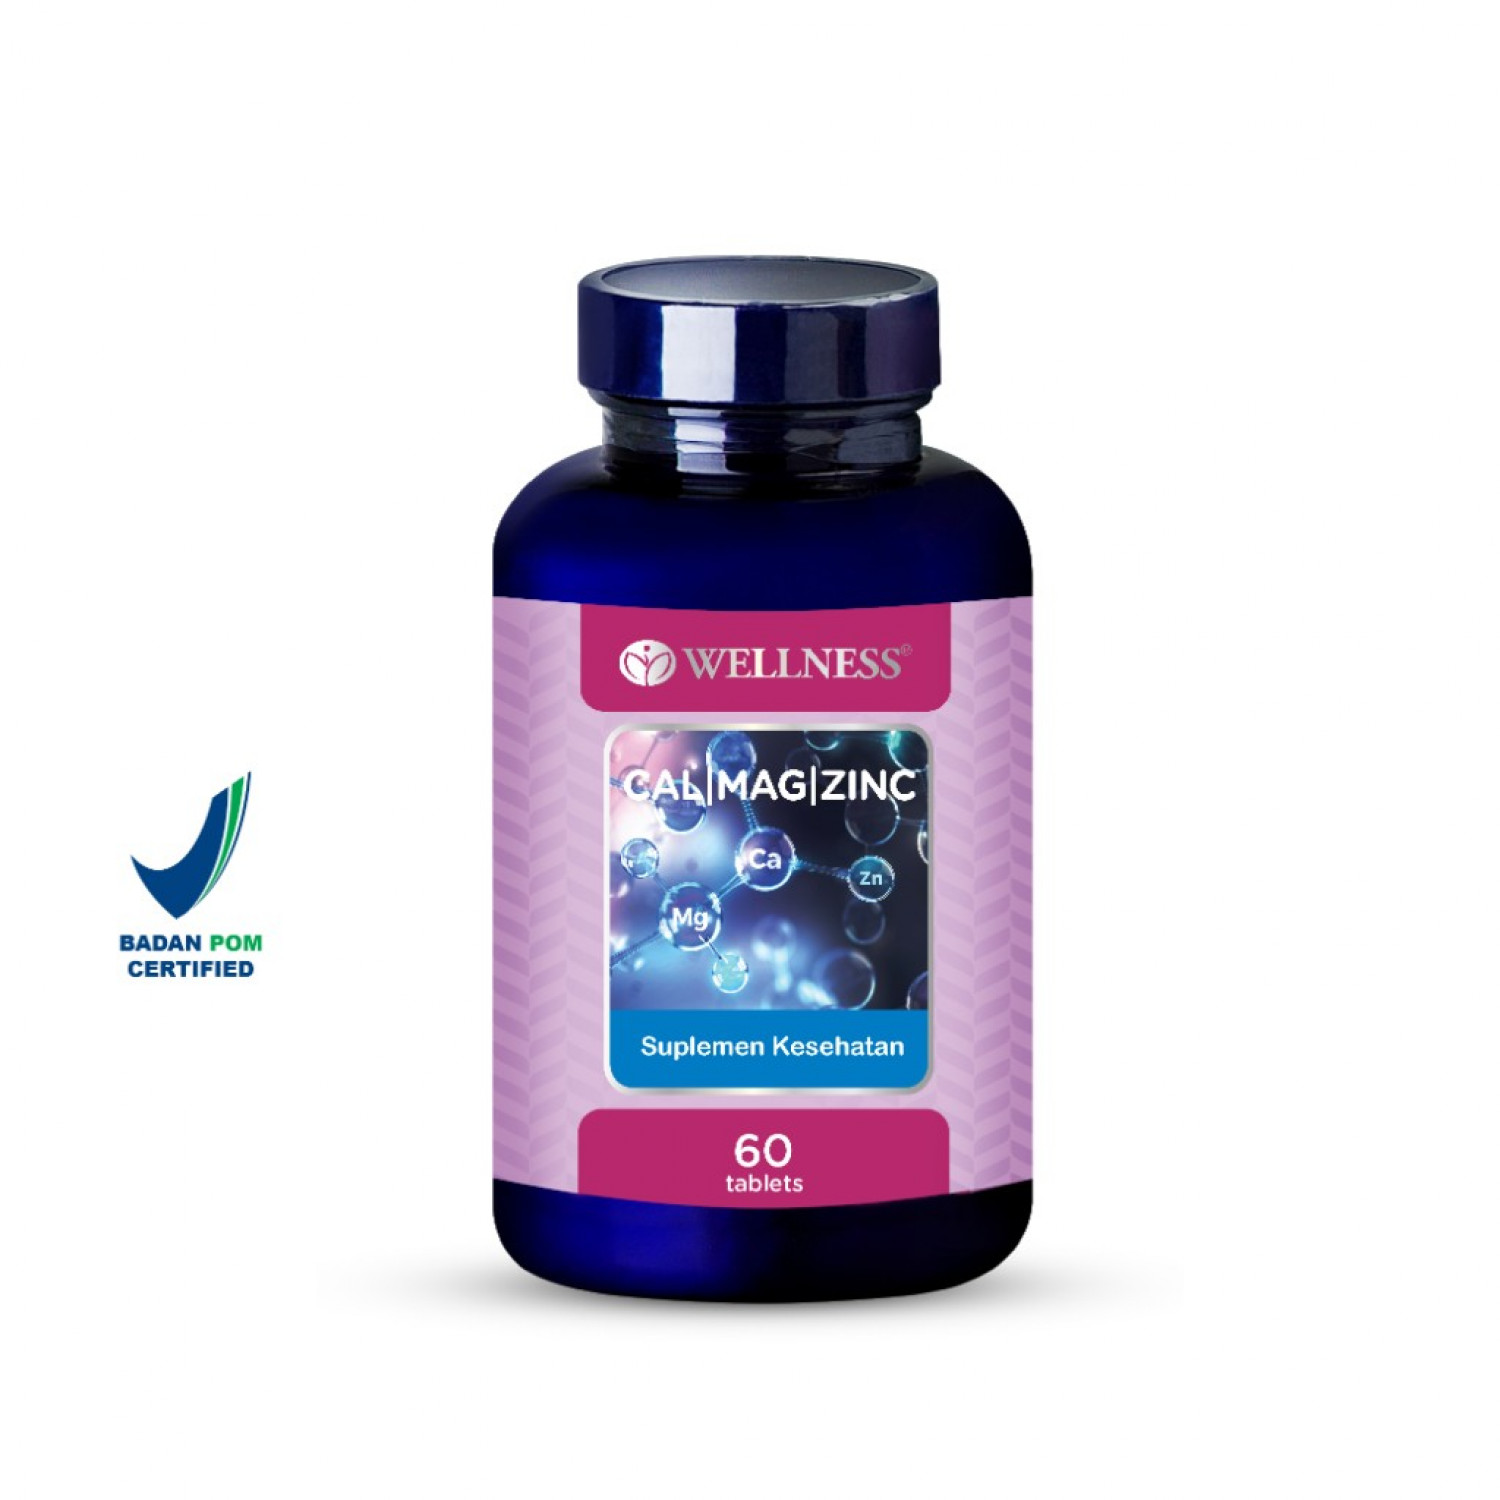 WELLNESS®
CAL|MAG|ZINC
Ca
Zn
Mg
Suplemen Kesehatan
60
tablets
BADAN POM
CERTIFIED